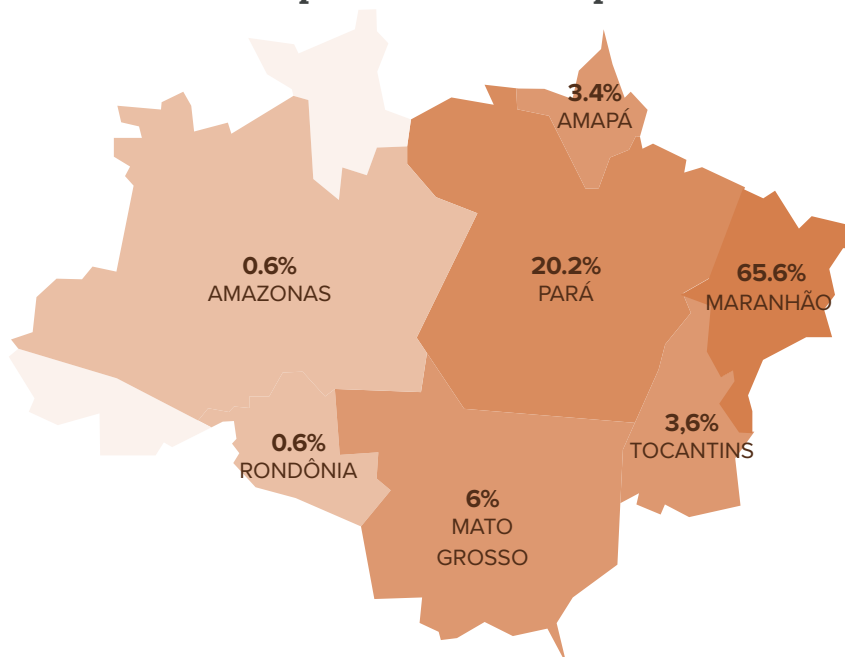 3.4%
AMAPÁ
0.6%
AMAZONAS
20.2%
PARÁ
65.6%
MARANHÃO
0.6%
RONDÔNIA
3,6%
TOCANTINS
6%
MATO
GROSSO